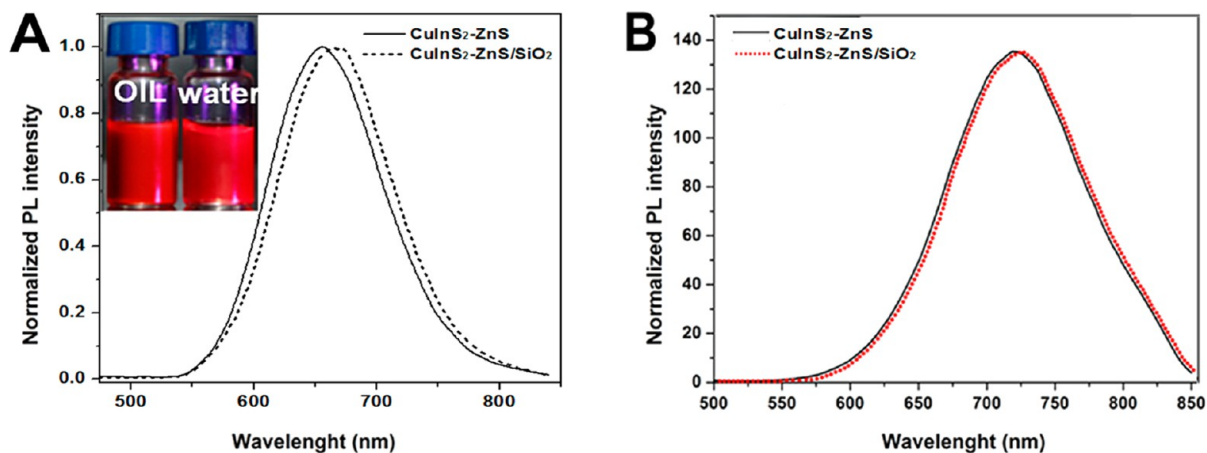 A
OIL water
CuInS₂-ZnS
CuInS₂-ZnS/SiO₂
1.0
0.8
0.6
0.4
0.2
0.0
500 600 700 800
Normalized PL intensity
Wavelenght (nm)
B
CuInS₂-ZnS
CuInS₂-ZnS/SiO₂
140
130
120
100
80
60
40
20
0
500 550 600 650 700 750 800 850
Normalized PL intensity
Wavelenght (nm)